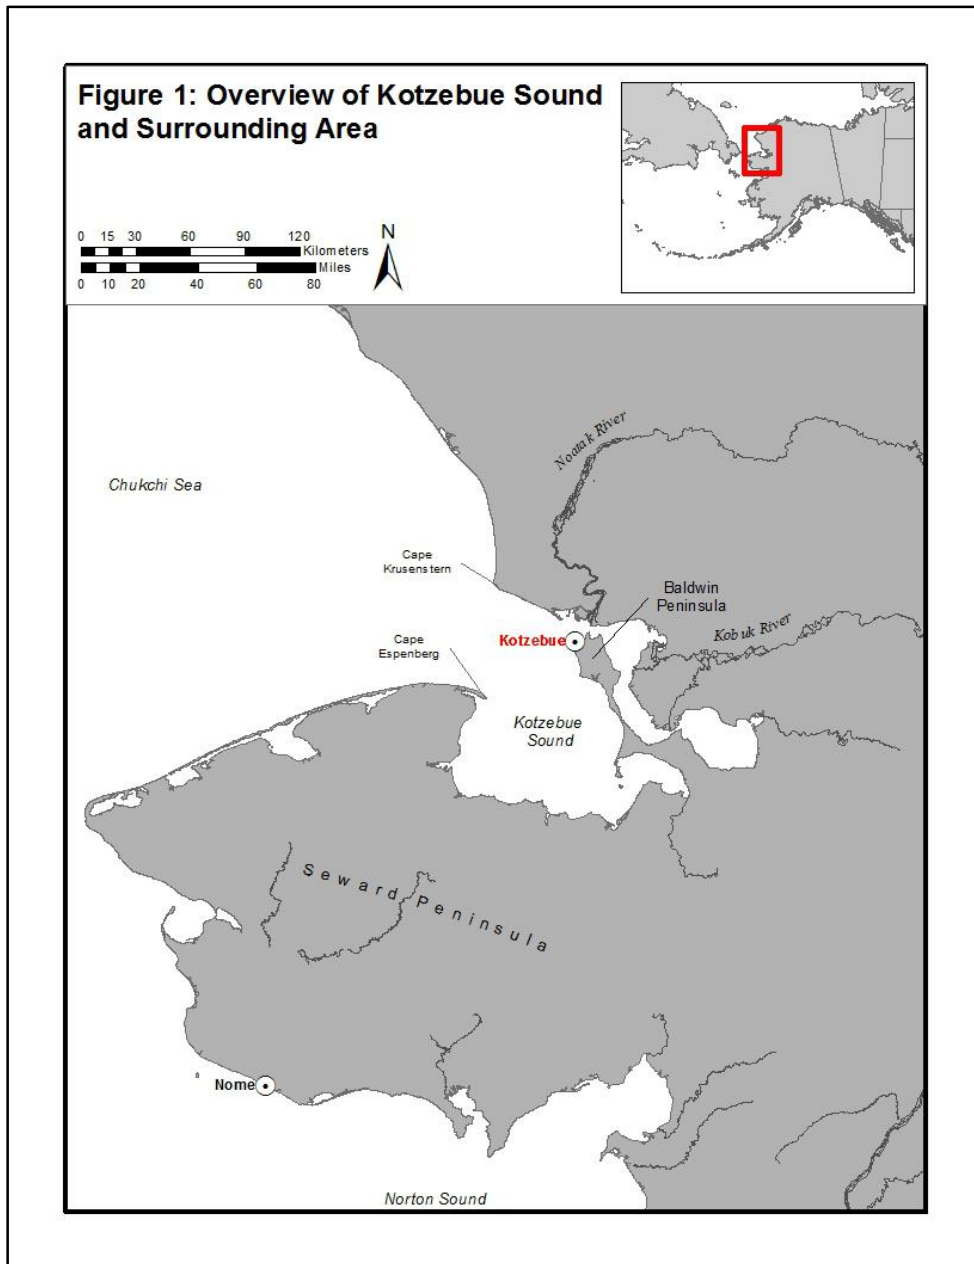 Figure 1: Overview of Kotzebue Sound
and Surrounding Area
0 15 30 60 90 120
Kilometers
Miles
0 10 20 40 60 80
N
Noatak River
Chukchi Sea
Cape
Krusenstern
Baldwin
Peninsula
Kotzebue
Kobuk River
Cape
Espenberg
Kotzebue
Sound
Seward Peninsula
Nome
Norton Sound